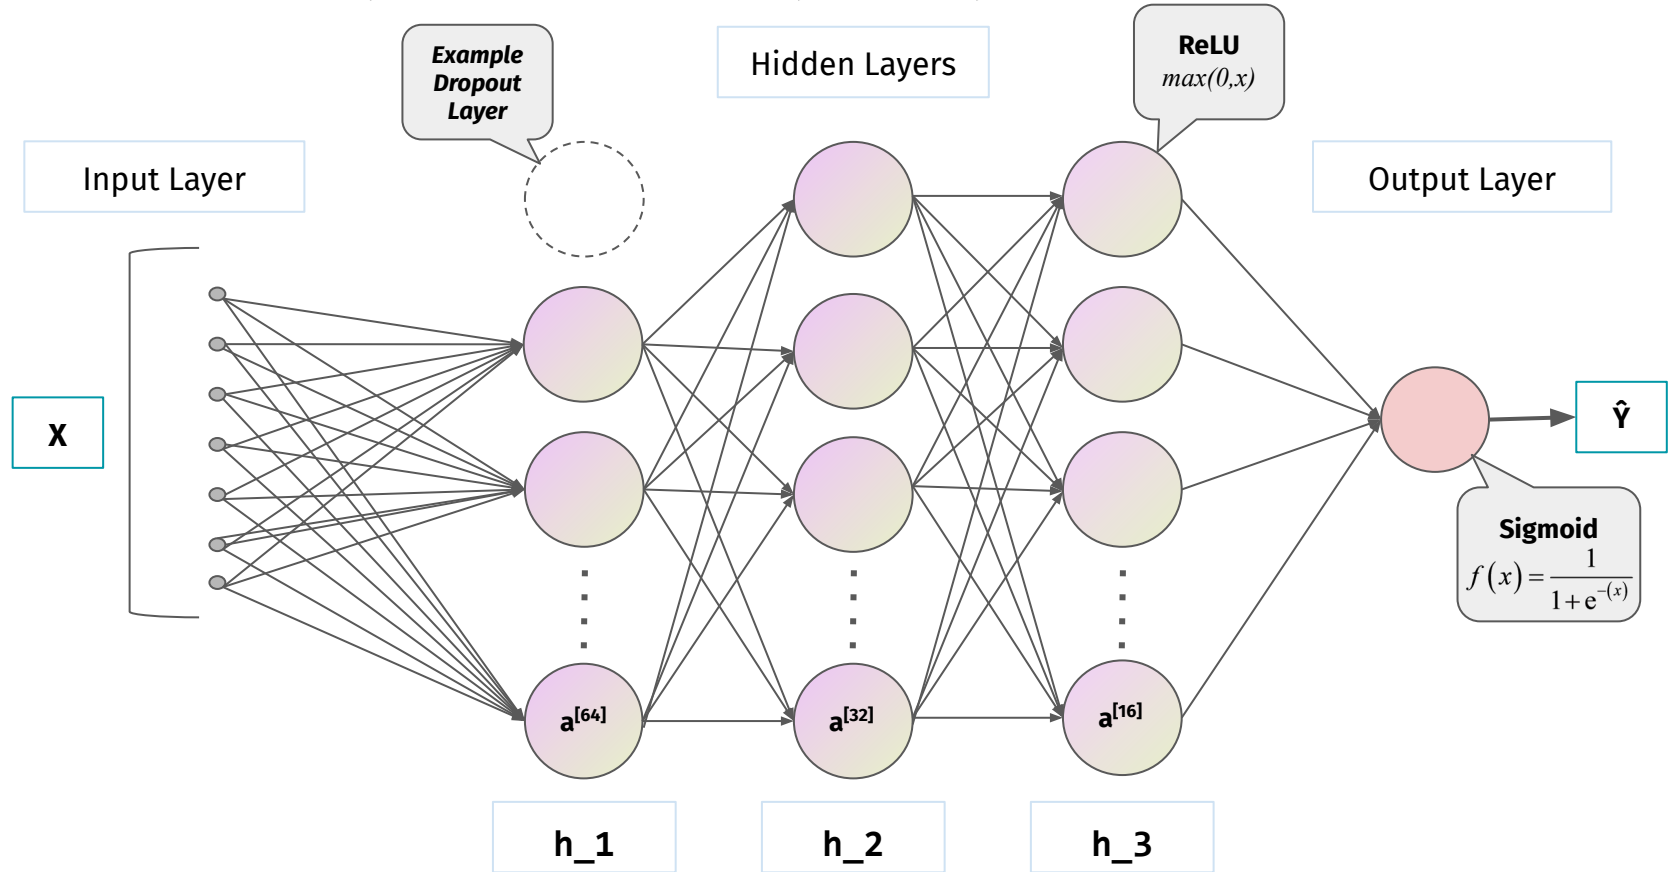 Example
Dropout
Layer
Hidden Layers
ReLU
max(0,x)
Input Layer
Output Layer
X
Ŷ
Sigmoid
f(x)=1/(1+e^-(x))
a[64]
a[32]
a[16]
h_1
h_2
h_3